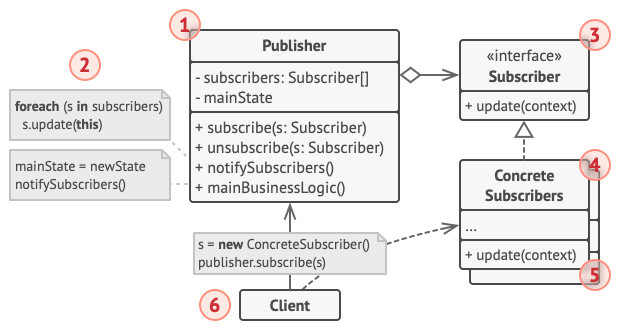 1
Publisher
- subscribers: Subscriber[]
- mainState
+ subscribe(s: Subscriber)
+ unsubscribe(s: Subscriber)
+ notifySubscribers()
+ mainBusinessLogic()
2
foreach (s in subscribers)
s.update(this)
mainState = newState
notifySubscribers()
3
«interface»
Subscriber
+ update(context)
4
Concrete
Subscribers
...
+ update(context)
5
s = new ConcreteSubscriber()
publisher.subscribe(s)
6
Client